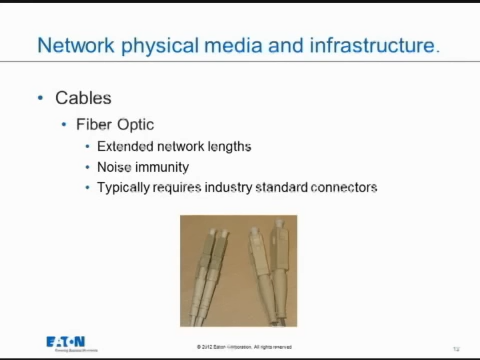 Network physical media and infrastructure.
• Cables
• Fiber Optic
• Extended network lengths
• Noise immunity
• Typically requires industry standard connectors
EATON
© 2012 Eaton Corporation. All rights reserved
12